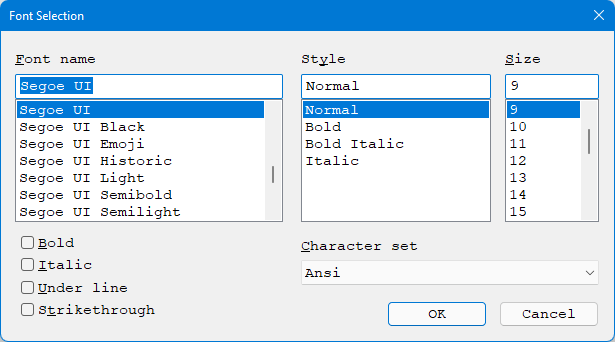 Font Selection
Font name
Segoe UI
Segoe UI
Segoe UI Black
Segoe UI Emoji
Segoe UI Historic
Segoe UI Light
Segoe UI Semibold
Segoe UI Semilight
Style
Normal
Normal
Bold
Bold Italic
Italic
Size
9
9
10
11
12
13
14
15
Bold
Italic
Under line
Strikethrough
Character set
Ansi
OK
Cancel